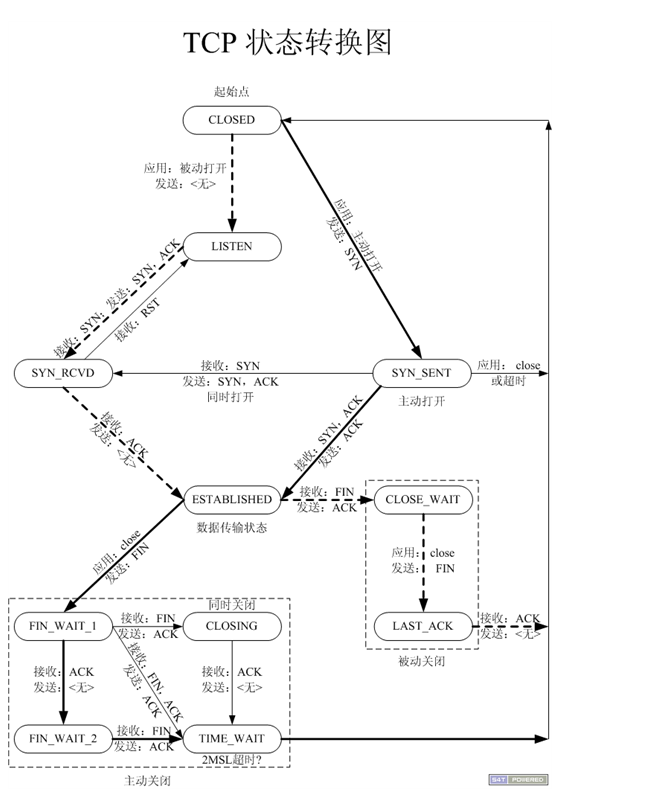 TCP 状态转换图
起始点
CLOSED
应用：被动打开
发送：<无>
应用：主动打开
发送：SYN
LISTEN
接收：SYN；发送：SYN，ACK
接收：RST
SYN_RCVD
接收：SYN
发送：SYN，ACK
同时打开
SYN_SENT
主动打开
应用： close
或超时
接收：ACK
发送：<无>
接收：SYN, ACK
发送：ACK
ESTABLISHED
数据传输状态
接收：FIN
发送：ACK
CLOSE_WAIT
应用：close
发送： FIN
应用：close
发送：FIN
LAST_ACK
接收：ACK
发送：<无>
被动关闭
同时关闭
FIN_WAIT_1
接收：FIN
发送：ACK
CLOSING
接收：ACK
发送：<无>
接收：FIN，ACK
发送：ACK
接收：ACK
发送：<无>
FIN_WAIT_2
接收：FIN
发送：ACK
TIME_WAIT
2MSL超时?
主动关闭
S4T POWERED